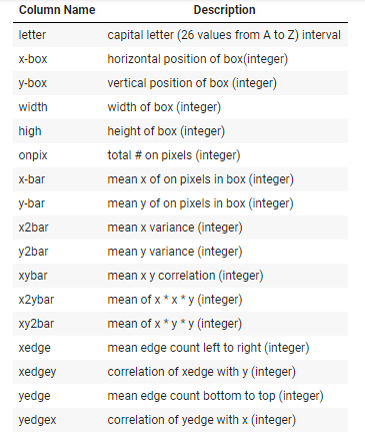 Column Name Description
letter capital letter (26 values from A to Z) interval
x-box horizontal position of box(integer)
y-box vertical position of box (integer)
width width of box (integer)
high height of box (integer)
onpix total # on pixels (integer)
x-bar mean x of on pixels in box (integer)
y-bar mean y of on pixels in box (integer)
x2bar mean x variance (integer)
y2bar mean y variance (integer)
xybar mean x y correlation (integer)
x2ybar mean of x * x * y (integer)
xy2bar mean of x * y * y (integer)
xedge mean edge count left to right (integer)
xedgey correlation of xedge with y (integer)
yedge mean edge count bottom to top (integer)
yedgex correlation of yedge with x (integer)